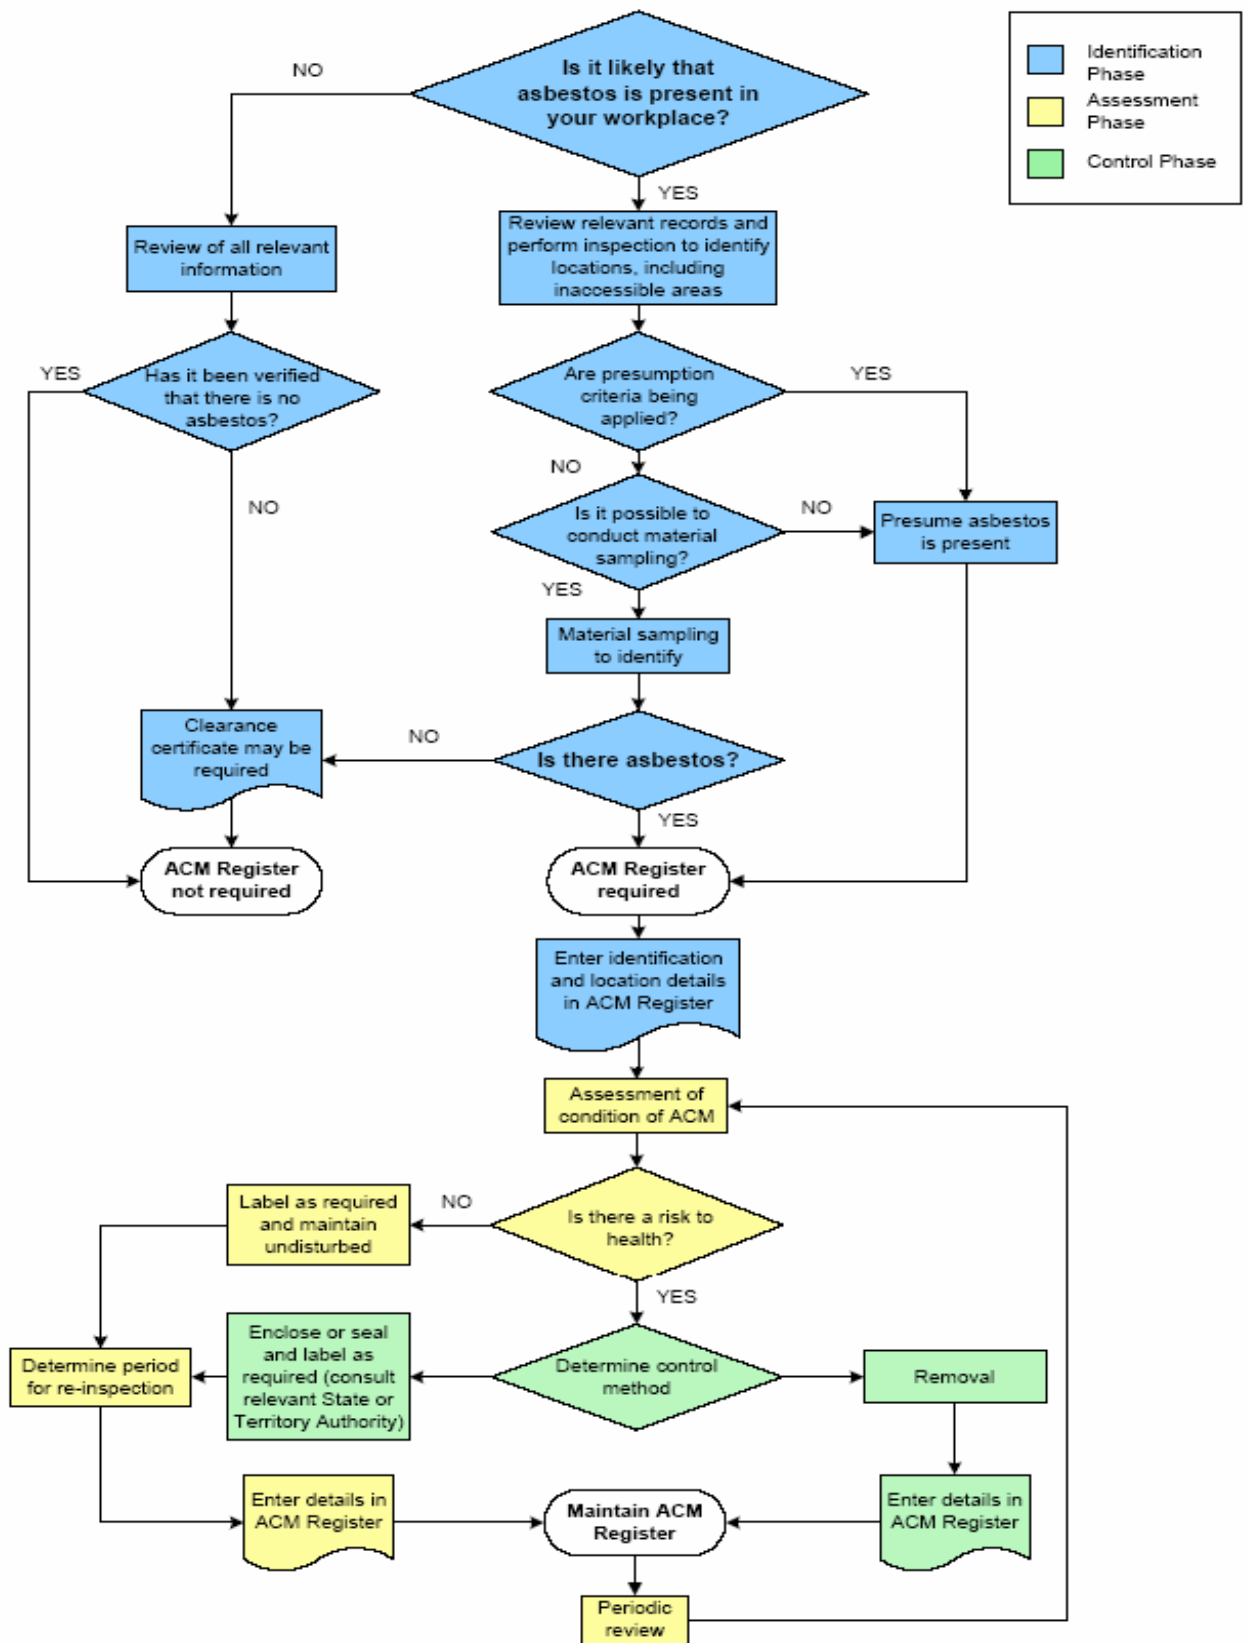 Is it likely that
asbestos is present in
your workplace?
NO
YES
Identification
Phase
Assessment
Phase
Control Phase
Review of all relevant
information
Review relevant records and
perform inspection to identify
locations, including
inaccessible areas
YES
Has it been verified
that there is no
asbestos?
Are presumption
criteria being
applied?
YES
NO
NO
Is it possible to
conduct material
sampling?
NO
Presume asbestos
is present
YES
Material sampling
to identify
Clearance
certificate may be
required
NO
Is there asbestos?
YES
ACM Register
not required
ACM Register
required
Enter identification
and location details
in ACM Register
Assessment of
condition of ACM
Label as required
and maintain
undisturbed
NO
Is there a risk to
health?
YES
Determine period
for re-inspection
Enclose or seal
and label as
required (consult
relevant State or
Territory Authority)
Determine control
method
Removal
Enter details in
ACM Register
Maintain ACM
Register
Enter details in
ACM Register
Periodic
review